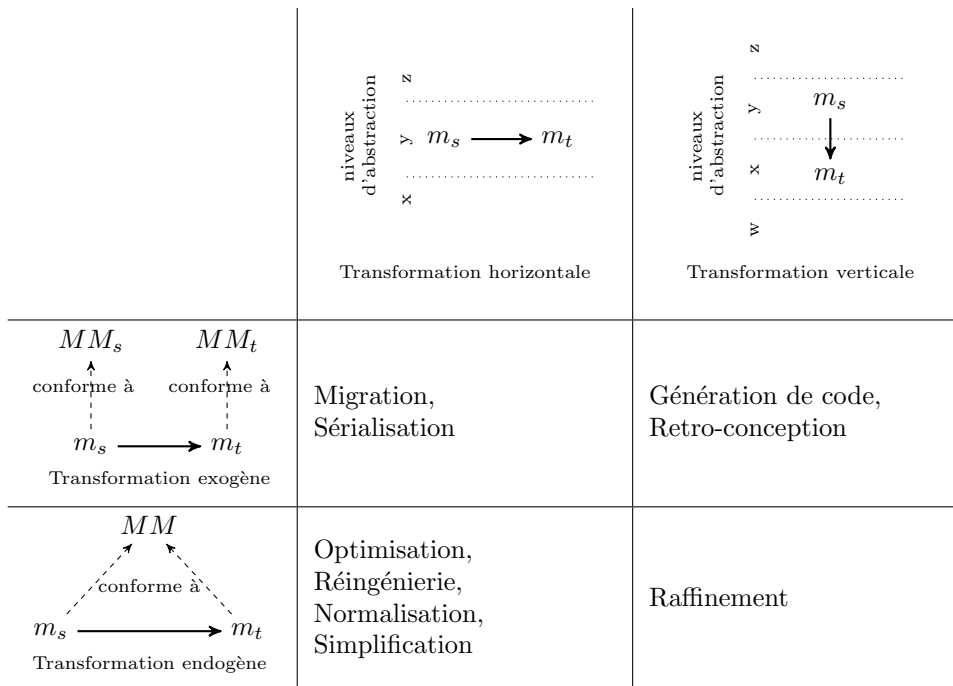 niveaux
d'abstraction
z
y
x
m_s
m_t
Transformation horizontale
niveaux
d'abstraction
z
y
x
w
m_s
m_t
Transformation verticale
MM_s MM_t
conforme à conforme à
m_s m_t
Transformation exogène
Migration,
Sérialisation
Génération de code,
Retro-conception
MM
conforme à
m_s m_t
Transformation endogène
Optimisation,
Réingénierie,
Normalisation,
Simplification
Raffinement